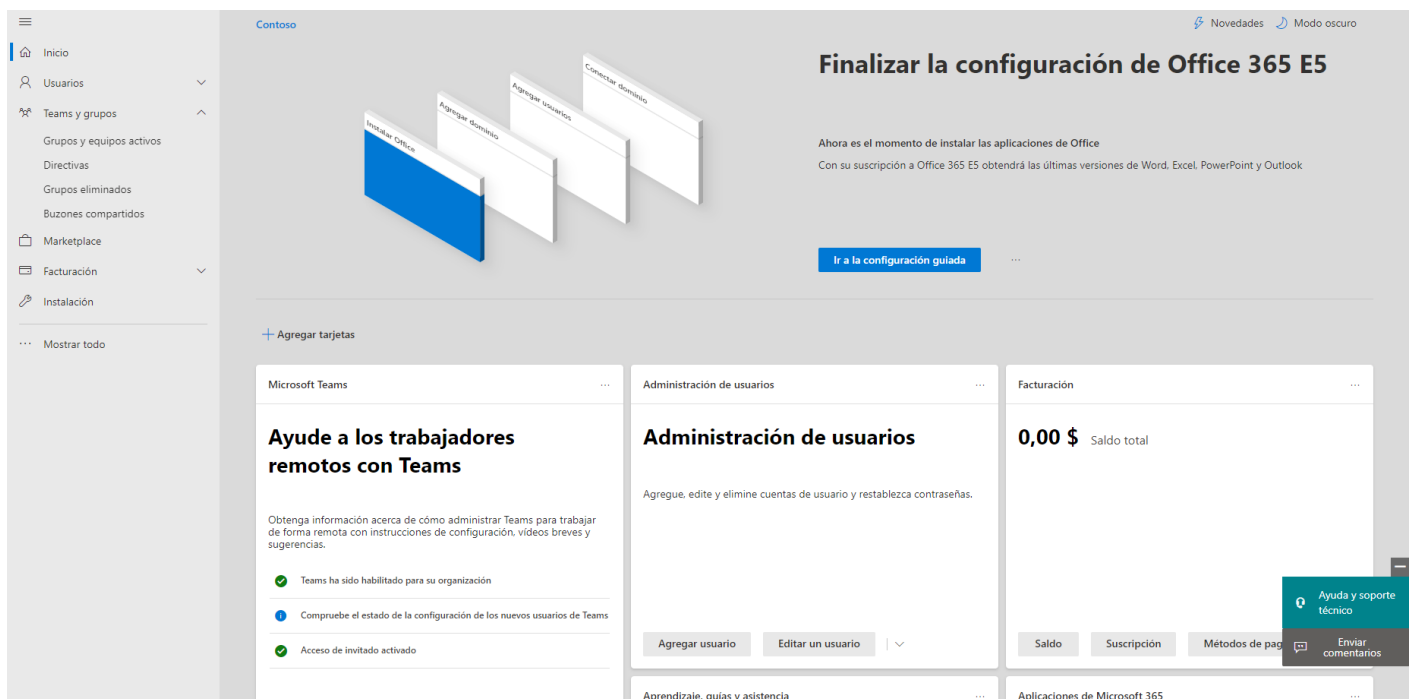 Contoso
Novedades
Modo oscuro
Inicio
Usuarios
Teams y grupos
Grupos y equipos activos
Directivas
Grupos eliminados
Buzones compartidos
Marketplace
Facturación
Instalación
Mostrar todo
Instalar Office
Agregar dominio
Agregar usuarios
Conectar dominio
Finalizar la configuración de Office 365 E5
Ahora es el momento de instalar las aplicaciones de Office
Con su suscripción a Office 365 E5 obtendrá las últimas versiones de Word, Excel, PowerPoint y Outlook
Ir a la configuración guiada
Agregar tarjetas
Microsoft Teams
Ayude a los trabajadores
remotos con Teams
Obtenga información acerca de cómo administrar Teams para trabajar
de forma remota con instrucciones de configuración, vídeos breves y
sugerencias.
Teams ha sido habilitado para su organización
Compruebe el estado de la configuración de los nuevos usuarios de Teams
Acceso de invitado activado
Administración de usuarios
Administración de usuarios
Agregue, edite y elimine cuentas de usuario y restablezca contraseñas.
Agregar usuario
Editar un usuario
Facturación
0,00 $ Saldo total
Saldo
Suscripción
Métodos de pag
Ayuda y soporte
técnico
Enviar
comentarios
Aprendizaje, guías y asistencia
Aplicaciones de Microsoft 365